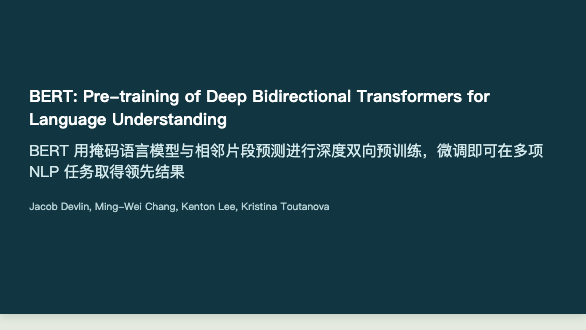 BERT: Pre-training of Deep Bidirectional Transformers for
Language Understanding
BERT 用掩码语言模型与相邻片段预测进行深度双向预训练，微调即可在多项
NLP 任务取得领先结果
Jacob Devlin, Ming-Wei Chang, Kenton Lee, Kristina Toutanova